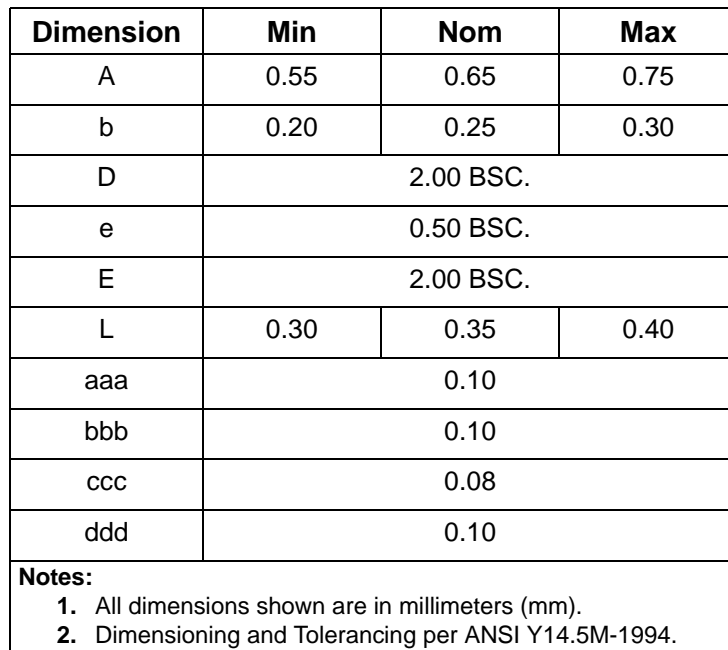 Dimension Min Nom Max
A 0.55 0.65 0.75
b 0.20 0.25 0.30
D 2.00 BSC.
e 0.50 BSC.
E 2.00 BSC.
L 0.30 0.35 0.40
aaa 0.10
bbb 0.10
ccc 0.08
ddd 0.10
Notes:
1. All dimensions shown are in millimeters (mm).
2. Dimensioning and Tolerancing per ANSI Y14.5M-1994.